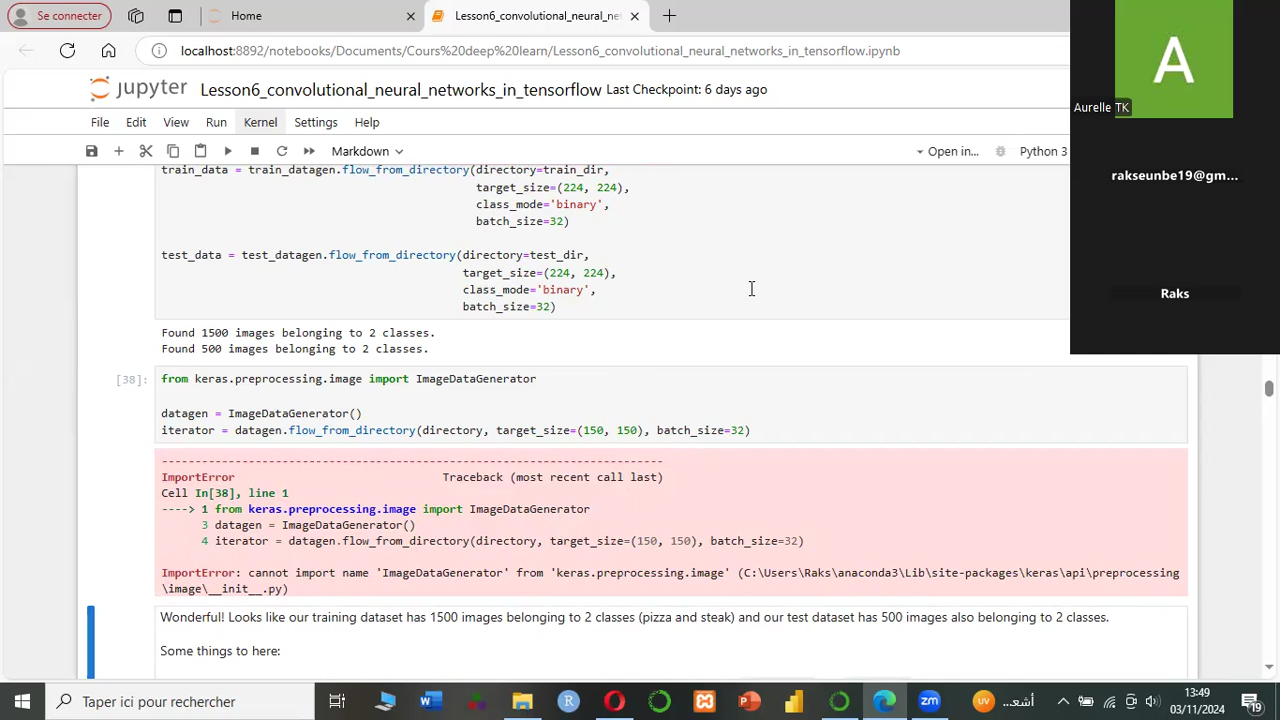 Se connecter
Home
Lesson6_convolutional_neural_net
localhost:8892/notebooks/Documents/Cours%20deep%20learn/Lesson6_convolutional_neural_networks_in_tensorflow.ipynb
A
Aurelle TK
rakseunbe19@gm...
Raks
jupyter Lesson6_convolutional_neural_networks_in_tensorflow Last Checkpoint: 6 days ago
File Edit View Run Kernel Settings Help
Markdown Open in... Python 3
train_data = train_datagen.flow_from_directory(directory=train_dir,
target_size=(224, 224),
class_mode='binary',
batch_size=32)
test_data = test_datagen.flow_from_directory(directory=test_dir,
target_size=(224, 224),
class_mode='binary',
batch_size=32)
Found 1500 images belonging to 2 classes.
Found 500 images belonging to 2 classes.
[38]: from keras.preprocessing.image import ImageDataGenerator
datagen = ImageDataGenerator()
iterator = datagen.flow_from_directory(directory, target_size=(150, 150), batch_size=32)
---------------------------------------------------------------------------
ImportError Traceback (most recent call last)
Cell In[38], line 1
----> 1 from keras.preprocessing.image import ImageDataGenerator
3 datagen = ImageDataGenerator()
4 iterator = datagen.flow_from_directory(directory, target_size=(150, 150), batch_size=32)
ImportError: cannot import name 'ImageDataGenerator' from 'keras.preprocessing.image' (C:\Users\Raks\anaconda3\Lib\site-packages\keras\api\preprocessing
\image\__init__.py)
Wonderful! Looks like our training dataset has 1500 images belonging to 2 classes (pizza and steak) and our test dataset has 500 images also belonging to 2 classes.
Some things to here:
Taper ici pour rechercher
UV
أشعـ...
13:49
03/11/2024
19